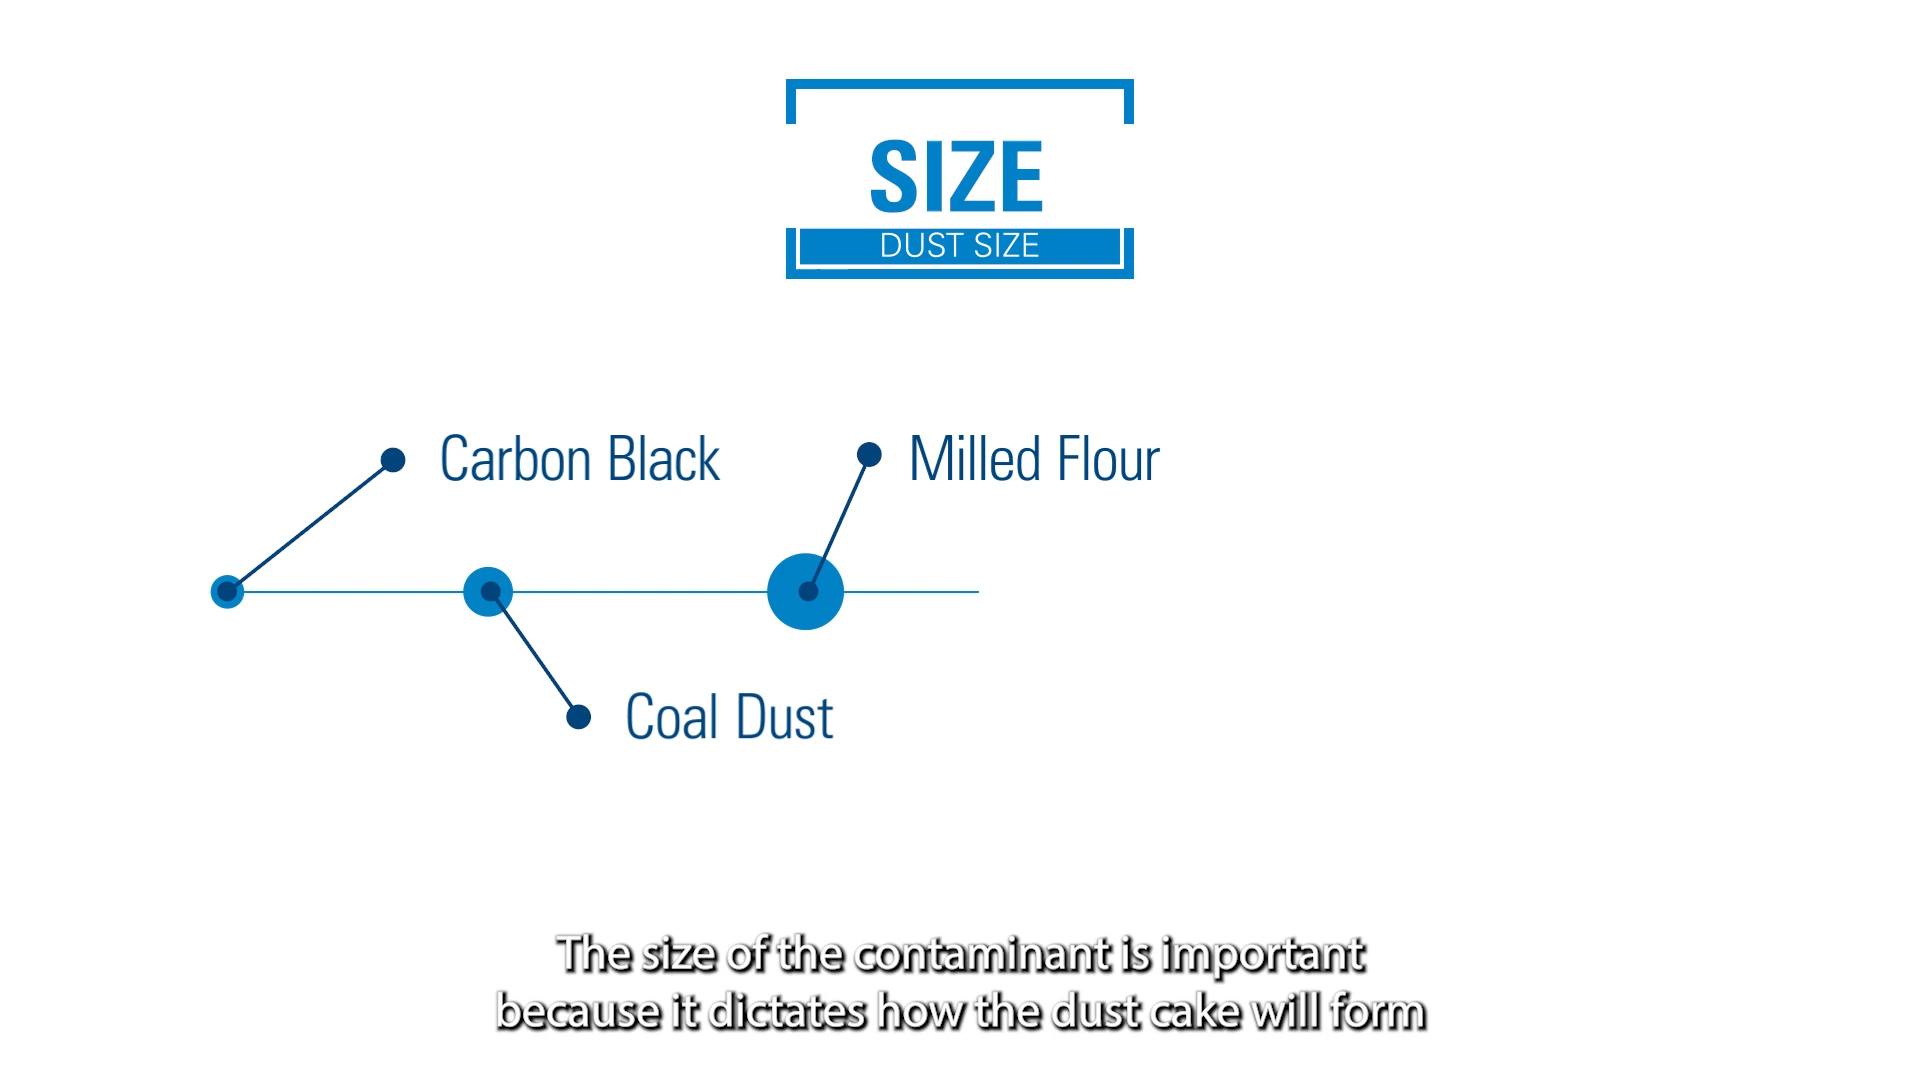 SIZE
DUST SIZE
Carbon Black
Milled Flour
Coal Dust
The size of the contaminant is important
because it dictates how the dust cake will form